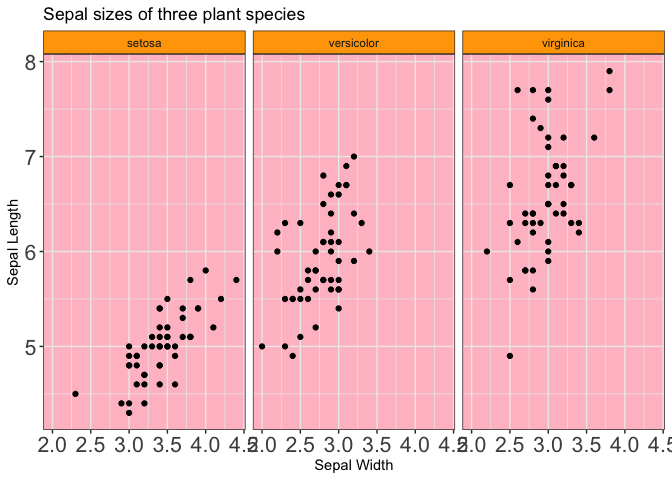 Sepal sizes of three plant species
setosa versicolor virginica
8
7
6
5
Sepal Length
2.0 2.5 3.0 3.5 4.0 4.5 2.0 2.5 3.0 3.5 4.0 4.5 2.0 2.5 3.0 3.5 4.0 4.5
Sepal Width